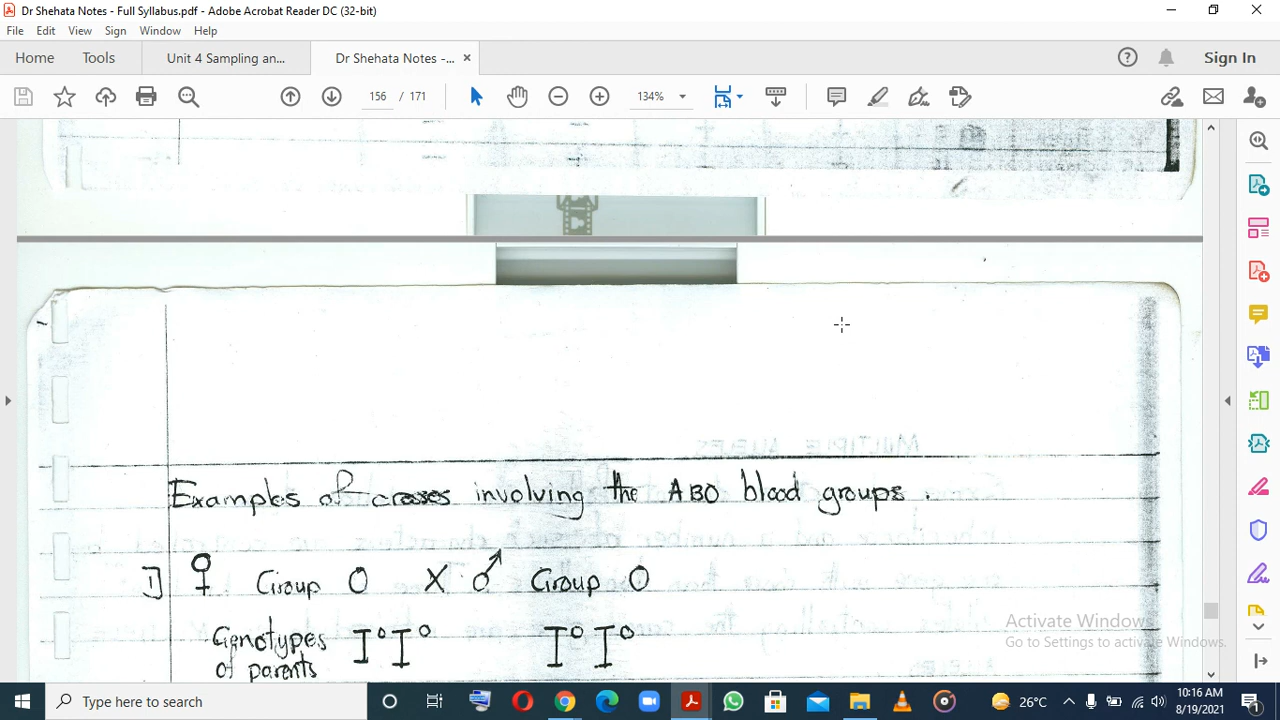 Dr Shehata Notes - Full Syllabus.pdf - Adobe Acrobat Reader DC (32-bit)
File Edit View Sign Window Help
Home Tools Unit 4 Sampling an... Dr Shehata Notes -... × Sign In
156 / 171 134%
MULTIPLE
Examples of crosses involving the ABO blood groups.
1] ♀ Group O X ♂ Group O
Genotypes I° I° I° I°
of parents
Activate Windows
Go to Settings to activate Windows.
Type here to search
26°C
:16 AM
8/19/2021
1